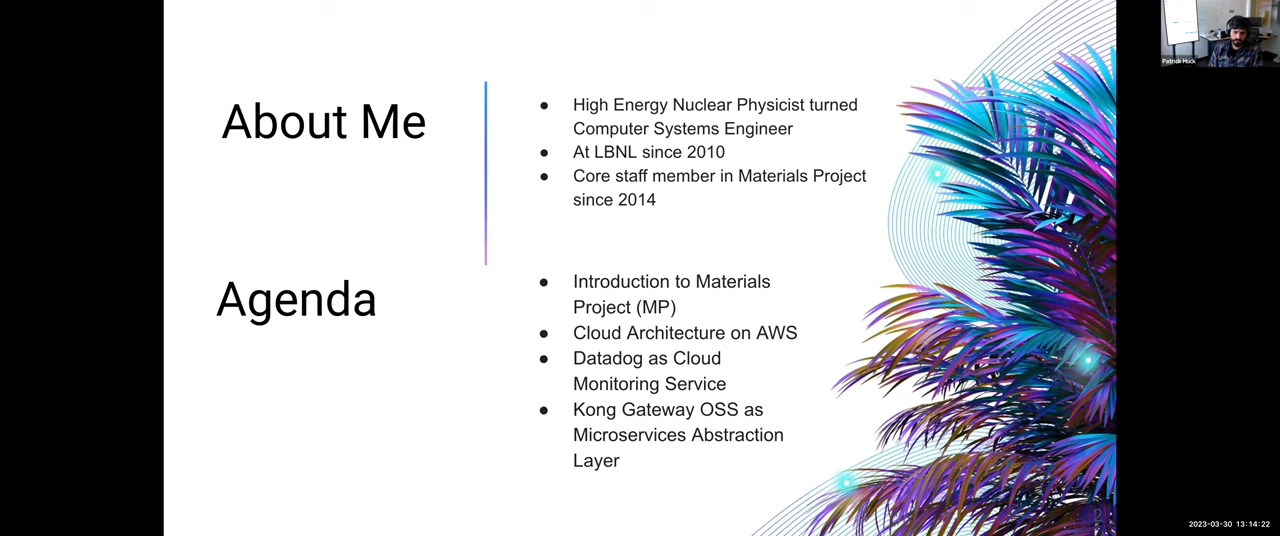 About Me
● High Energy Nuclear Physicist turned
Computer Systems Engineer
● At LBNL since 2010
● Core staff member in Materials Project
since 2014
Agenda
● Introduction to Materials
Project (MP)
● Cloud Architecture on AWS
● Datadog as Cloud
Monitoring Service
● Kong Gateway OSS as
Microservices Abstraction
Layer
Patrick Huck
2023-03-30 13:14:22